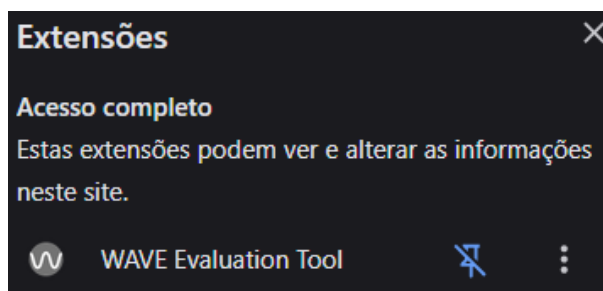 Extensões
Acesso completo
Estas extensões podem ver e alterar as informações
neste site.
WAVE Evaluation Tool